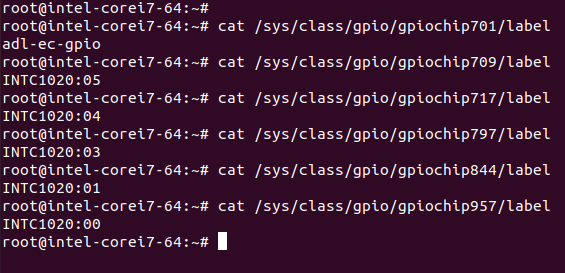 root@intel-corei7-64:~#
root@intel-corei7-64:~# cat /sys/class/gpio/gpiochip701/label
adl-ec-gpio
root@intel-corei7-64:~# cat /sys/class/gpio/gpiochip709/label
INTC1020:05
root@intel-corei7-64:~# cat /sys/class/gpio/gpiochip717/label
INTC1020:04
root@intel-corei7-64:~# cat /sys/class/gpio/gpiochip797/label
INTC1020:03
root@intel-corei7-64:~# cat /sys/class/gpio/gpiochip844/label
INTC1020:01
root@intel-corei7-64:~# cat /sys/class/gpio/gpiochip957/label
INTC1020:00
root@intel-corei7-64:~#